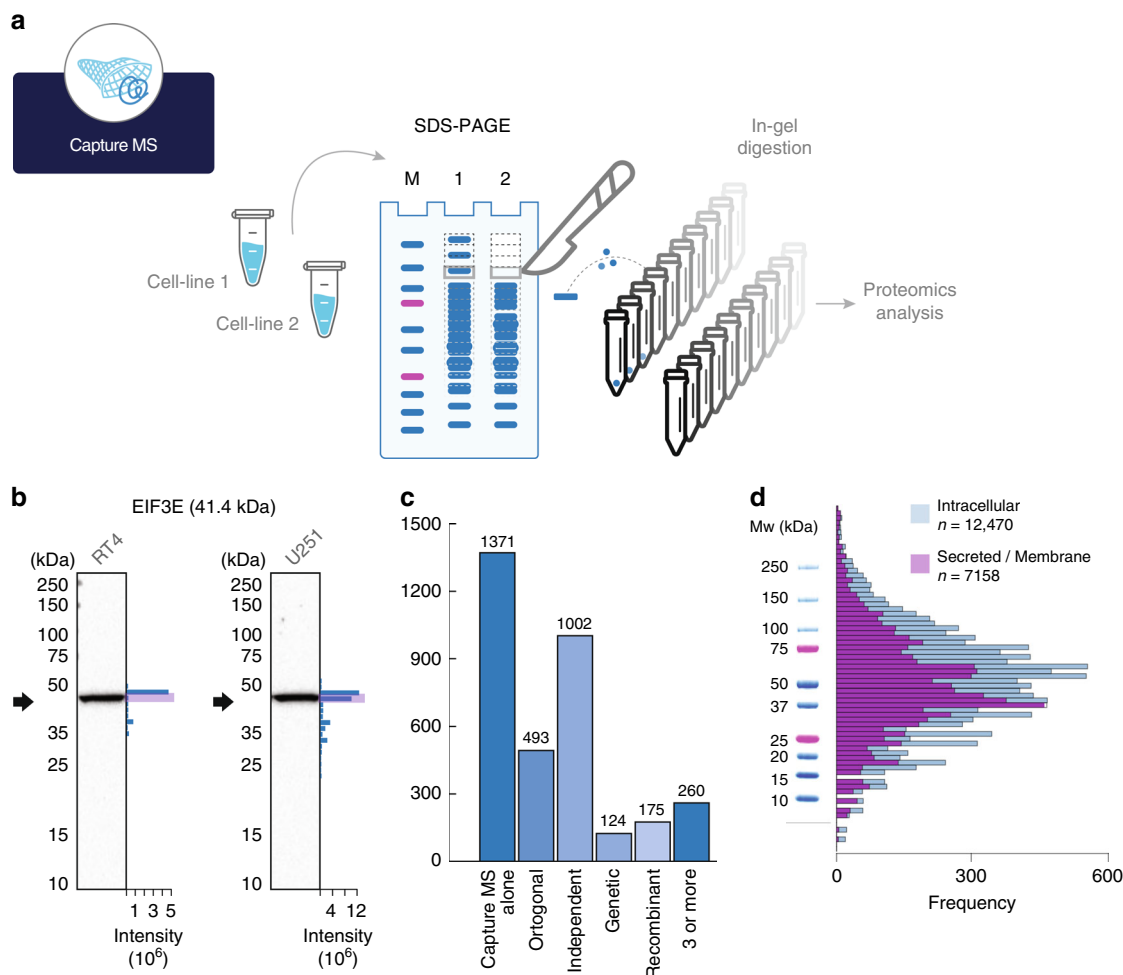 a
Capture MS
SDS-PAGE
In-gel
digestion
M 1 2
Cell-line 1
Cell-line 2
Proteomics
analysis
b
EIF3E (41.4 kDa)
(kDa) RT4
250
150
100
75
50
35
25
15
10
1 3 5
Intensity
(10⁶)
(kDa) U251
250
150
100
75
50
35
25
15
10
4 12
Intensity
(10⁶)
c
1500
1200
900
600
300
0
1371
493
1002
124
175
260
Capture MS
alone
Ortogonal
Independent
Genetic
Recombinant
3 or more
d
Mw (kDa)
Intracellular
n = 12,470
Secreted / Membrane
n = 7158
250
150
100
75
50
37
25
20
15
10
0 300 600
Frequency